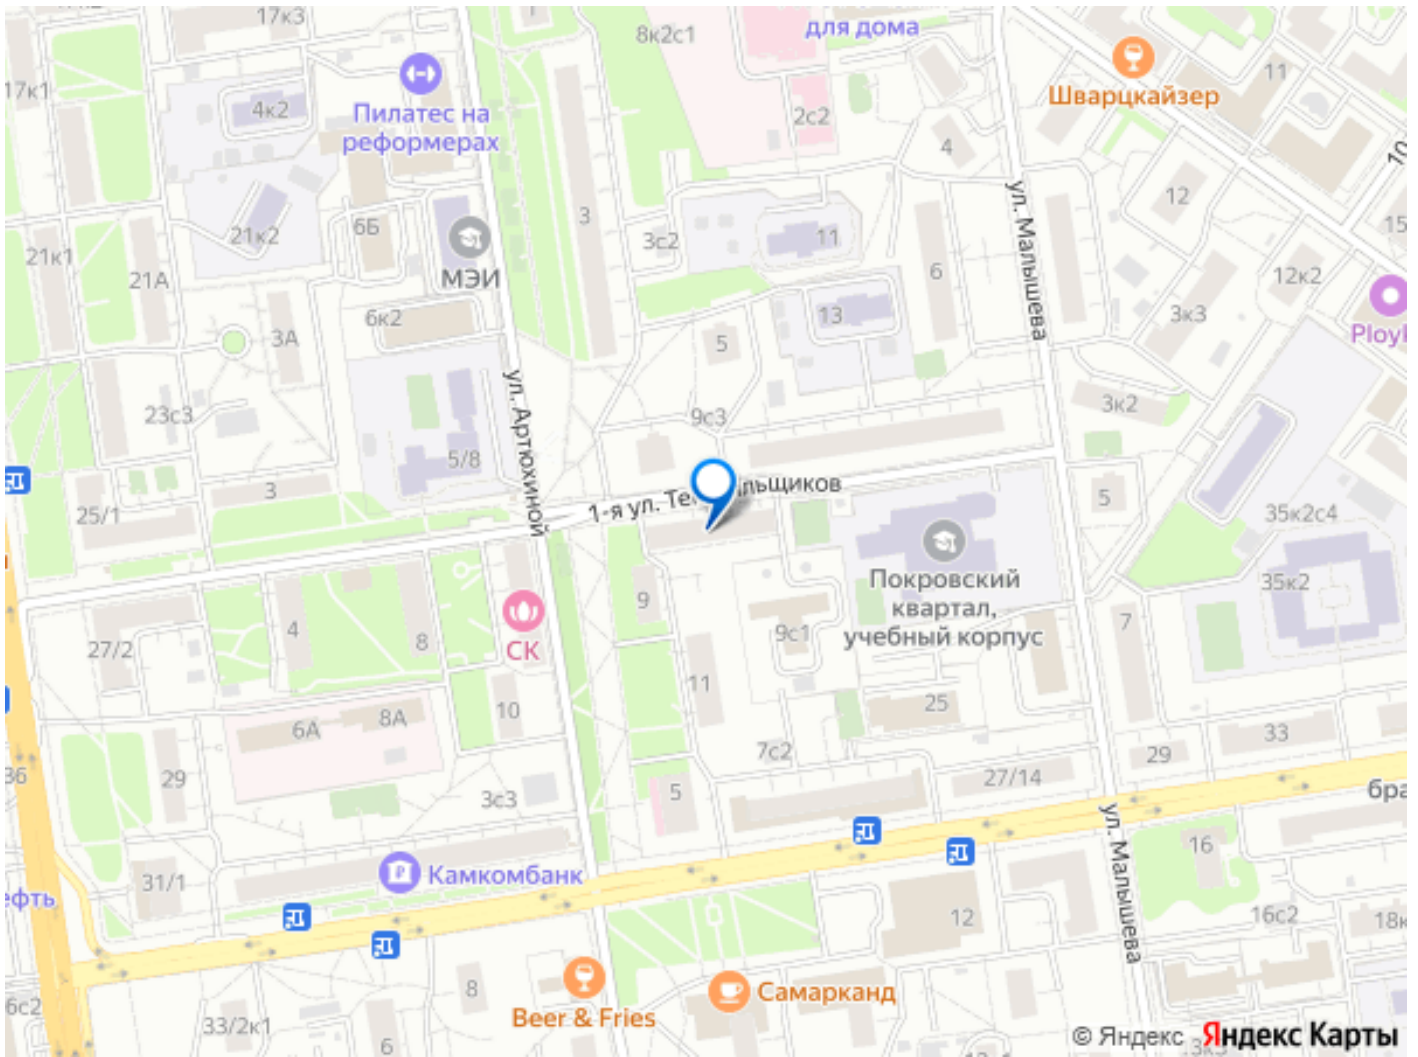 17к3
8к2с1
для дома
11
Шварцкайзер
17к1
4к2
Пилатес на
реформерах
2с2
4
10
12
ул. Малышева
3
6Б
21к2
МЭИ
3с2
11
15
21к1
21А
6
12к2
6к2
13
3к3
3А
5
Ploy
23с3
ул. Артюхиной
9с3
3к2
5/8
3
25/1
1-я ул. Те
льщиков
5
35к2с4
Покровский
квартал,
учебный корпус
35к2
9
9с1
7
4
8
СК
27/2
11
10
25
6А
8А
7с2
33
29
36
29
27/14
3с3
5
бра
ул. Малышева
16
Камкомбанк
31/1
ефть
12
16с2
18к
8
Beer & Fries
Самарканд
6с2
33/2к1
6
© Яндекс
Яндекс Карты